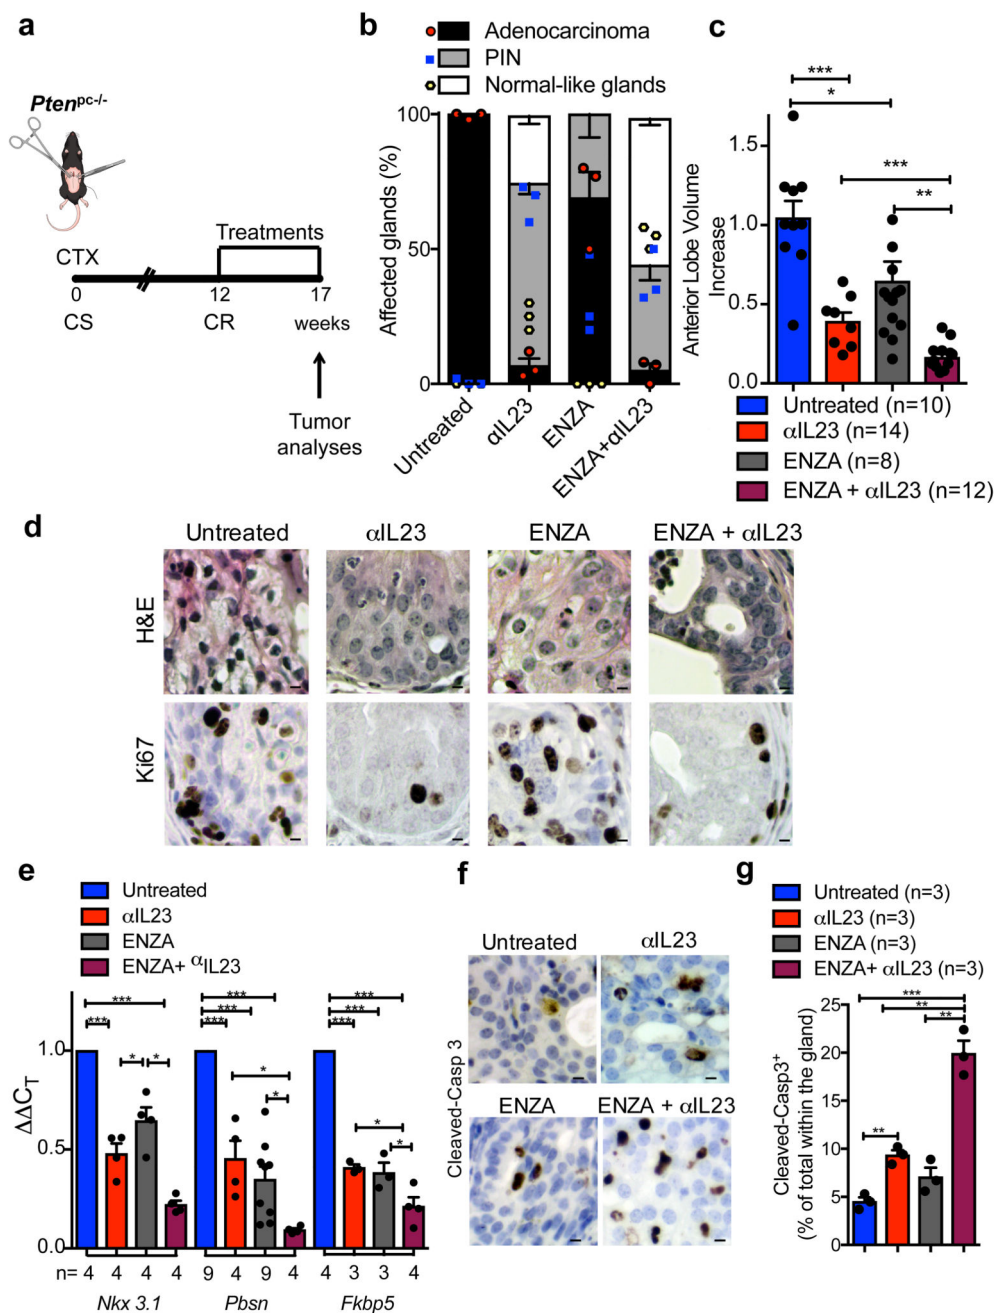 a
Pten^pc-/-
Treatments
CTX
0
12
17
CS
CR
weeks
Tumor
analyses
b
Adenocarcinoma
PIN
Normal-like glands
Affected glands (%)
100
50
0
Untreated
αIL23
ENZA
ENZA+αIL23
c
Anterior Lobe Volume
Increase
***
*
***
**
1.5
1.0
0.5
0.0
Untreated (n=10)
αIL23 (n=14)
ENZA (n=8)
ENZA + αIL23 (n=12)
d
Untreated
αIL23
ENZA
ENZA + αIL23
H&E
Ki67
e
Untreated
αIL23
ENZA
ENZA+ αIL23
ΔΔC_T
1.0
0.5
0.0
***
***
*
*
***
***
***
*
*
***
***
***
*
*
n= 4 4 4 4 9 4 9 4 4 3 3 4
Nkx 3.1
Pbsn
Fkbp5
f
Untreated
αIL23
Cleaved-Casp 3
ENZA
ENZA + αIL23
g
Untreated (n=3)
αIL23 (n=3)
ENZA (n=3)
ENZA+ αIL23 (n=3)
Cleaved-Casp3+
(% of total within the gland)
25
20
15
10
5
0
***
**
**
**